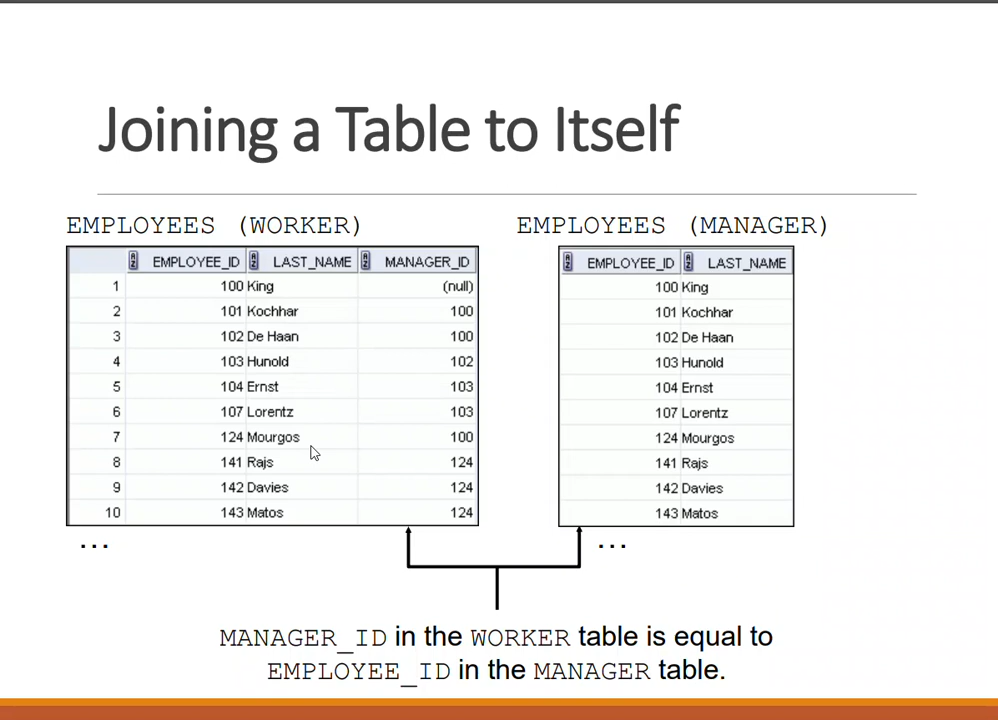 Joining a Table to Itself
EMPLOYEES (WORKER)
EMPLOYEE_ID LAST_NAME MANAGER_ID
1 100 King (null)
2 101 Kochhar 100
3 102 De Haan 100
4 103 Hunold 102
5 104 Ernst 103
6 107 Lorentz 103
7 124 Mourgos 100
8 141 Rajs 124
9 142 Davies 124
10 143 Matos 124
...
EMPLOYEES (MANAGER)
EMPLOYEE_ID LAST_NAME
100 King
101 Kochhar
102 De Haan
103 Hunold
104 Ernst
107 Lorentz
124 Mourgos
141 Rajs
142 Davies
143 Matos
...
MANAGER_ID in the WORKER table is equal to
EMPLOYEE_ID in the MANAGER table.